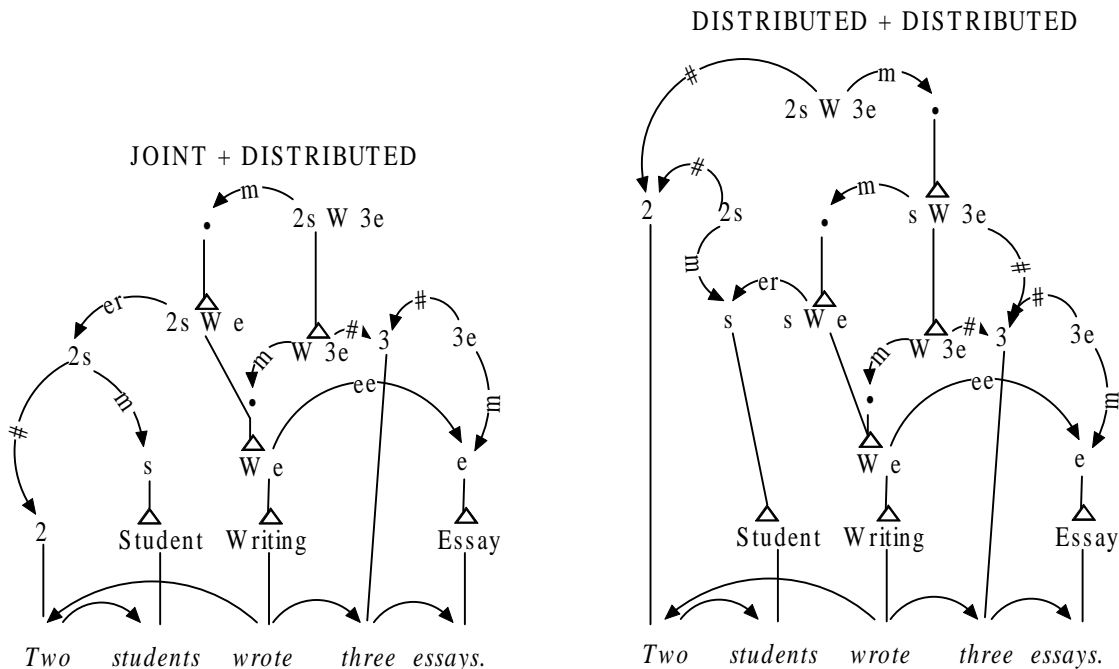 DISTRIBUTED + DISTRIBUTED
# m
2s W 3e •
JOINT + DISTRIBUTED
m
• 2s W 3e
# m
2 2s • s W 3e
er
2s W e
#
2s W 3e # 3 3e
m •
ee
m
# m
s W e e
2
Student Writing Essay
Two students wrote three essays.
m er #
s s W e
# #
m W 3e 3 3e
•
ee
m
W e e
Student Writing Essay
Two students wrote three essays.